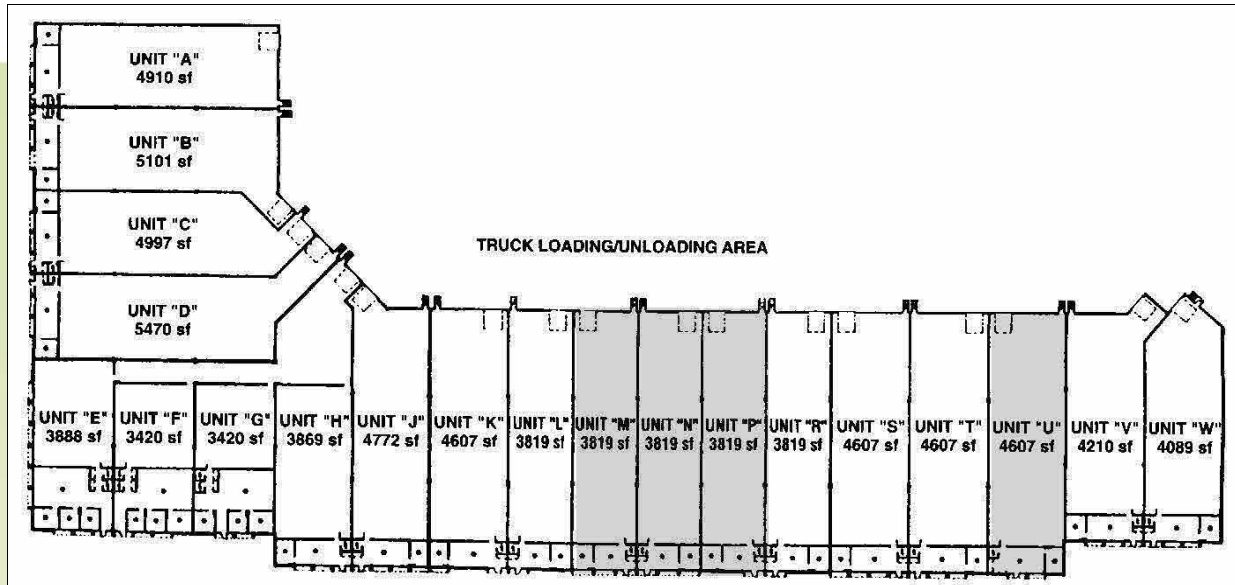 UNIT "A"
4910 sf
UNIT "B"
5101 sf
UNIT "C"
4997 sf
TRUCK LOADING/UNLOADING AREA
UNIT "D"
5470 sf
UNIT "E"
3888 sf
UNIT "F"
3420 sf
UNIT "G"
3420 sf
UNIT "H"
3869 sf
UNIT "J"
4772 sf
UNIT "K"
4607 sf
UNIT "L"
3819 sf
UNIT "M"
3819 sf
UNIT "N"
3819 sf
UNIT "P"
3819 sf
UNIT "R"
3819 sf
UNIT "S"
4607 sf
UNIT "T"
4607 sf
UNIT "U"
4607 sf
UNIT "V"
4210 sf
UNIT "W"
4089 sf